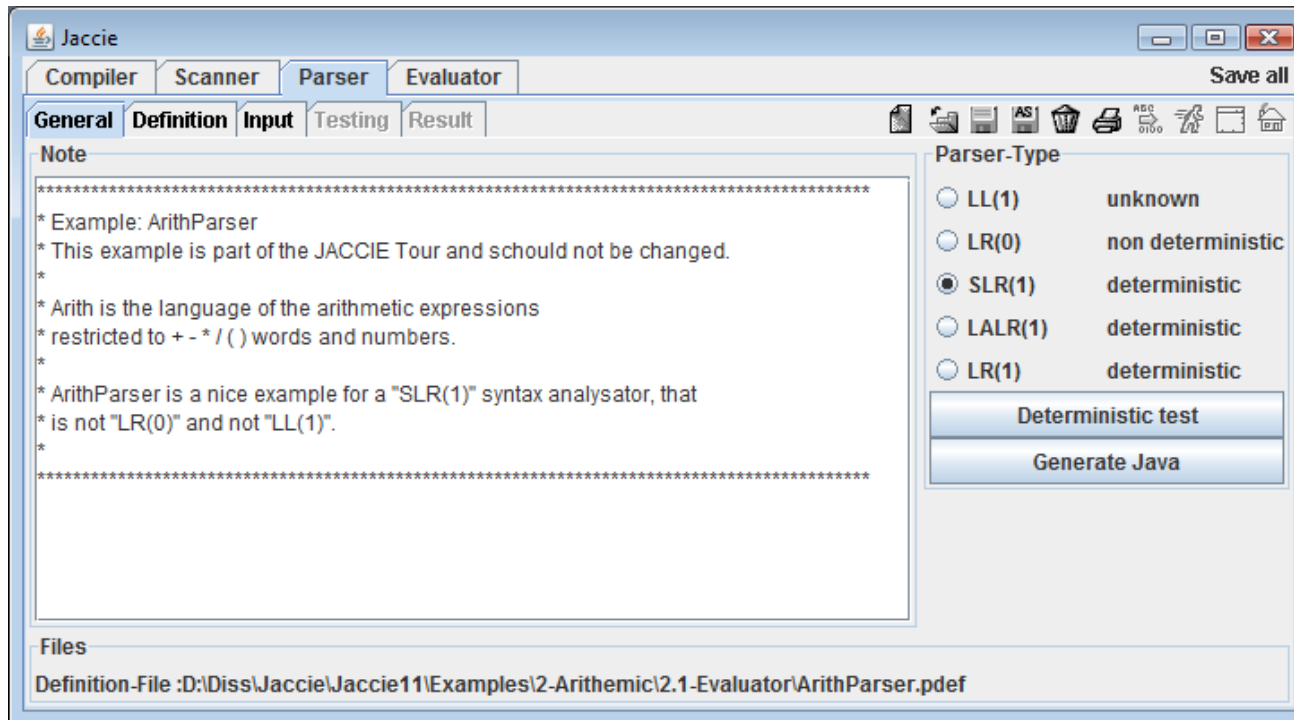 Jaccie
Compiler Scanner Parser Evaluator Save all
General Definition Input Testing Result
Note
*********************************************************************************************
* Example: ArithParser
* This example is part of the JACCIE Tour and schould not be changed.
*
* Arith is the language of the arithmetic expressions
* restricted to + - * / ( ) words and numbers.
*
* ArithParser is a nice example for a "SLR(1)" syntax analysator, that
* is not "LR(0)" and not "LL(1)".
*
*********************************************************************************************
Parser-Type
LL(1) unknown
LR(0) non deterministic
SLR(1) deterministic
LALR(1) deterministic
LR(1) deterministic
Deterministic test
Generate Java
Files
Definition-File :D:\Diss\Jaccie\Jaccie11\Examples\2-Arithemic\2.1-Evaluator\ArithParser.pdef